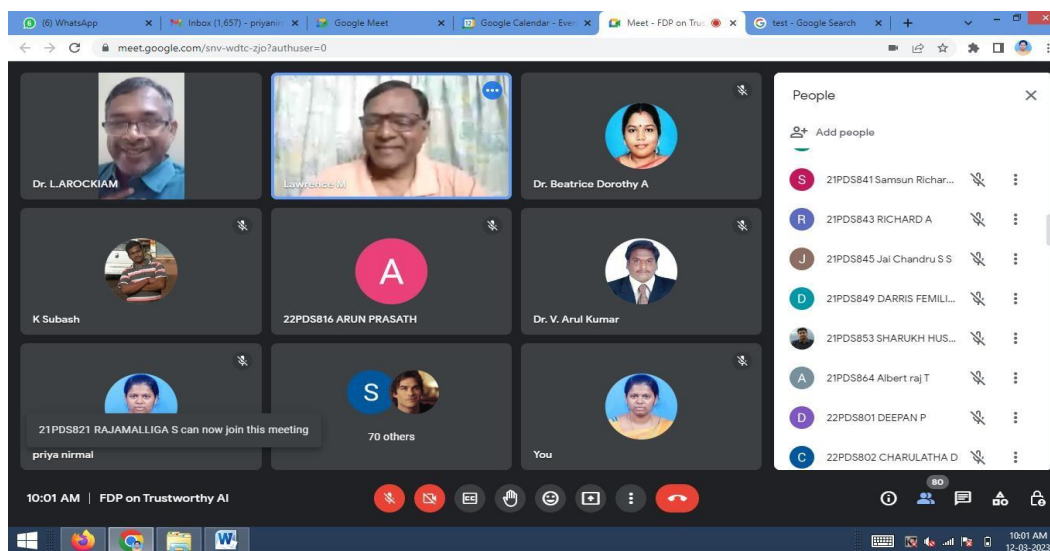 (6) WhatsApp
Inbox (1,657) - priyanirm
Google Meet
Google Calendar - Even
Meet - FDP on Trus
test - Google Search
meet.google.com/snv-wdtc-zjo?authuser=0
Dr. L.AROCKIAM
Lawrence M
Dr. Beatrice Dorothy A
K Subash
A
22PDS816 ARUN PRASATH
Dr. V. Arul Kumar
21PDS821 RAJAMALLIGA S can now join this meeting
priya nirmal
S
70 others
You
People
Add people
S 21PDS841 Samsun Richar...
R 21PDS843 RICHARD A
J 21PDS845 Jai Chandru S S
D 21PDS849 DARRIS FEMILI...
21PDS853 SHARUKH HUS...
A 21PDS864 Albert raj T
D 22PDS801 DEEPAN P
C 22PDS802 CHARULATHA D
10:01 AM | FDP on Trustworthy AI
CC
80
10:01 AM
12-03-2023